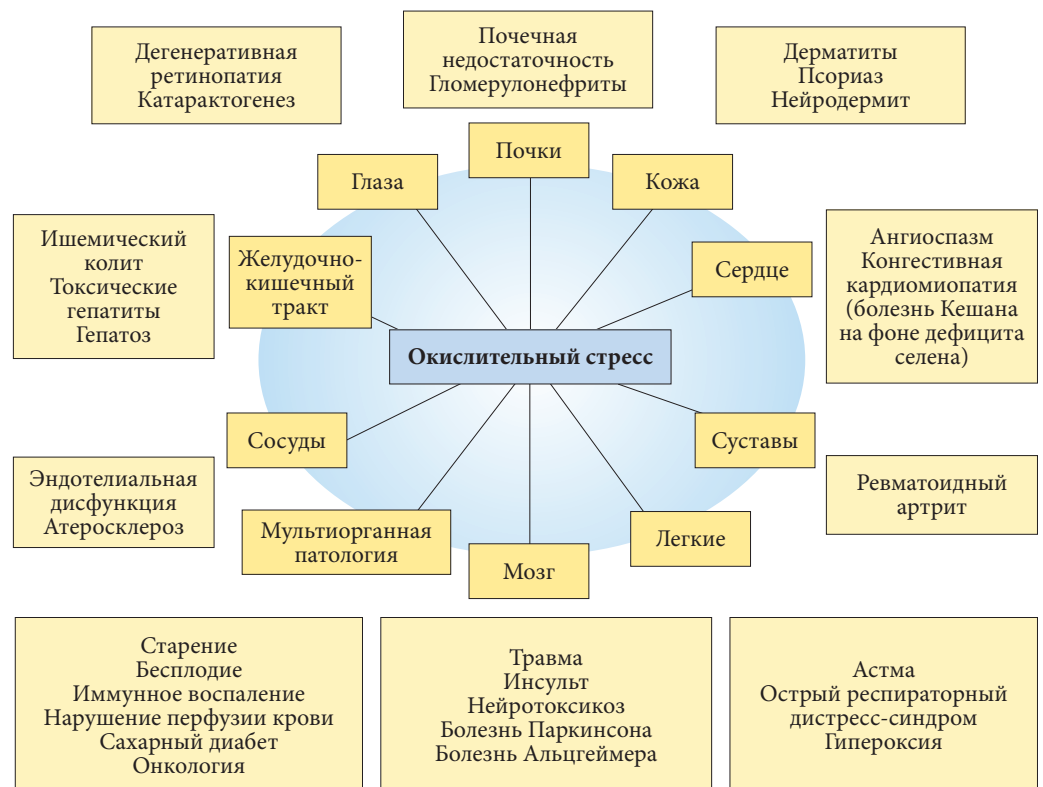 Дегенеративная
ретинопатия
Катарактогенез
Почечная
недостаточность
Гломерулонефриты
Дерматиты
Псориаз
Нейродермит
Глаза
Почки
Кожа
Ишемический
колит
Токсические
гепатиты
Гепатоз
Желудочно-
кишечный
тракт
Сердце
Ангиоспазм
Конгестивная
кардиомиопатия
(болезнь Кешана
на фоне дефицита
селена)
Окислительный стресс
Сосуды
Суставы
Эндотелиальная
дисфункция
Атеросклероз
Ревматоидный
артрит
Мультиорганная
патология
Мозг
Легкие
Старение
Бесплодие
Иммунное воспаление
Нарушение перфузии крови
Сахарный диабет
Онкология
Травма
Инсульт
Нейротоксикоз
Болезнь Паркинсона
Болезнь Альцгеймера
Астма
Острый респираторный
дистресс-синдром
Гипероксия